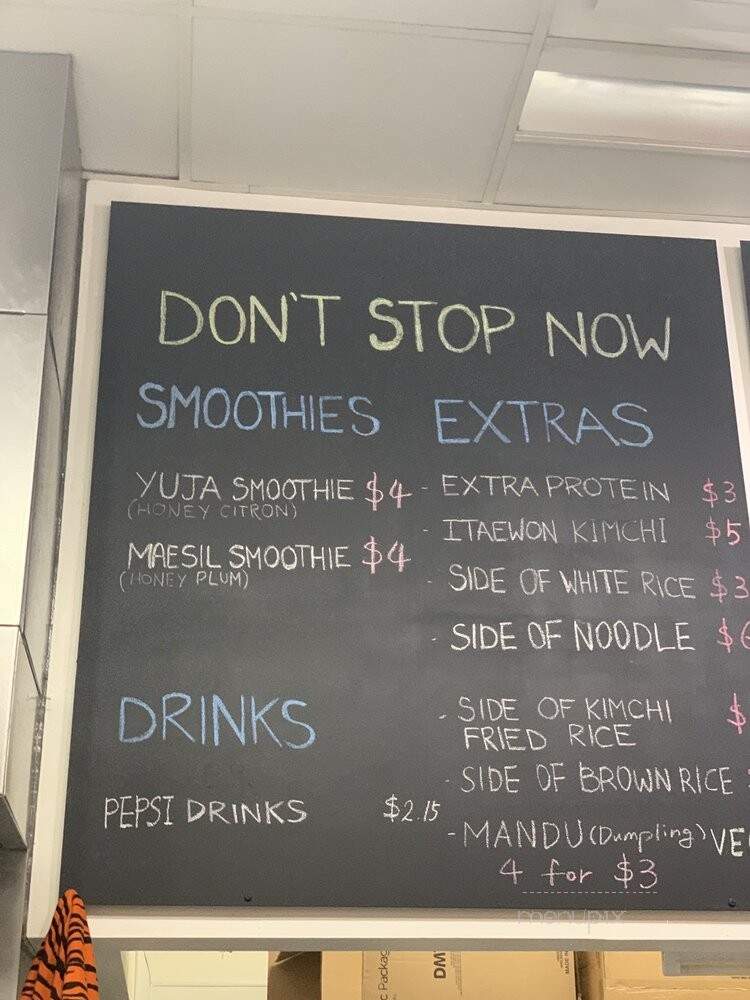 DON'T STOP NOW
SMOOTHIES
YUJA SMOOTHIE $4
(HONEY CITRON)
MAESIL SMOOTHIE $4
(HONEY PLUM)
DRINKS
PEPSI DRINKS $2.15
EXTRAS
- EXTRA PROTEIN $3
- ITAEWON KIMCHI $5
- SIDE OF WHITE RICE $3
- SIDE OF NOODLE $6
- SIDE OF KIMCHI $
FRIED RICE
- SIDE OF BROWN RICE
- MANDU (Dumpling)
4 for $3
menupix